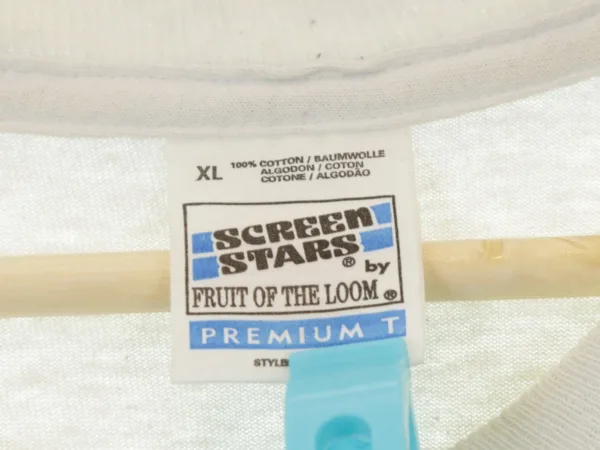 XL
100% COTTON / BAUMWOLLE
ALGODON / COTON
COTONE / ALGODÃO
SCREEN
STARS ®
by
FRUIT OF THE LOOM ®
PREMIUM T